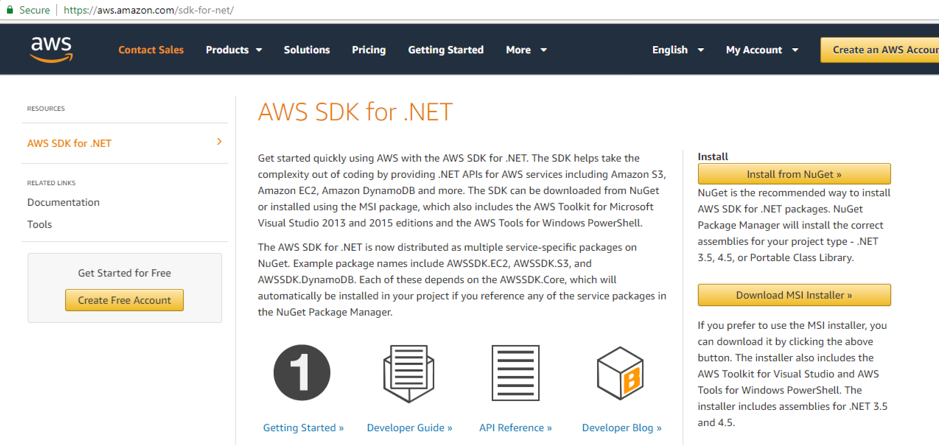 Secure | https://aws.amazon.com/sdk-for-net/
aws
Contact Sales
Products
Solutions
Pricing
Getting Started
More
English
My Account
Create an AWS Accoun
RESOURCES
AWS SDK for .NET
RELATED LINKS
Documentation
Tools
Get Started for Free
Create Free Account
AWS SDK for .NET
Get started quickly using AWS with the AWS SDK for .NET. The SDK helps take the
complexity out of coding by providing .NET APIs for AWS services including Amazon S3,
Amazon EC2, Amazon DynamoDB and more. The SDK can be downloaded from NuGet
or installed using the MSI package, which also includes the AWS Toolkit for Microsoft
Visual Studio 2013 and 2015 editions and the AWS Tools for Windows PowerShell.
The AWS SDK for .NET is now distributed as multiple service-specific packages on
NuGet. Example package names include AWSSDK.EC2, AWSSDK.S3, and
AWSSDK.DynamoDB. Each of these depends on the AWSSDK.Core, which will
automatically be installed in your project if you reference any of the service packages in
the NuGet Package Manager.
1
B
Getting Started »
Developer Guide »
API Reference »
Developer Blog »
Install
Install from NuGet »
NuGet is the recommended way to install
AWS SDK for .NET packages. NuGet
Package Manager will install the correct
assemblies for your project type - .NET
3.5, 4.5, or Portable Class Library.
Download MSI Installer »
If you prefer to use the MSI installer, you
can download it by clicking the above
button. The installer also includes the
AWS Toolkit for Visual Studio and AWS
Tools for Windows PowerShell. The
installer includes assemblies for .NET 3.5
and 4.5.